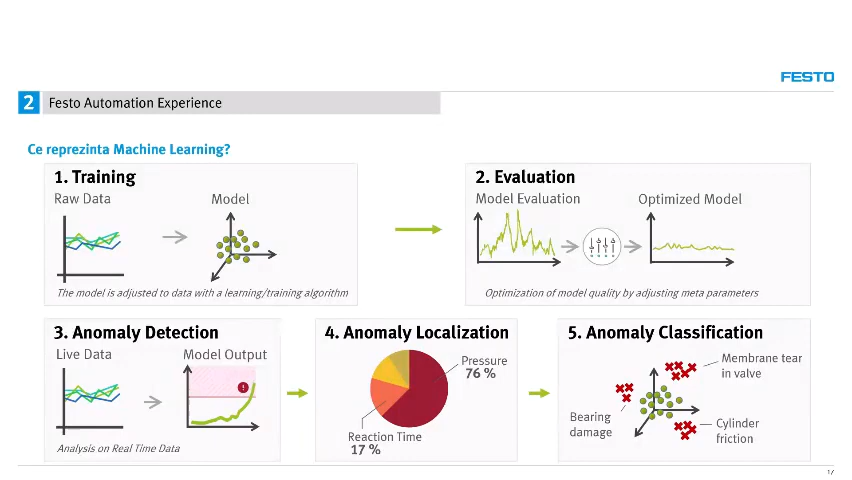 FESTO
2 Festo Automation Experience
Ce reprezinta Machine Learning?
1. Training
Raw Data
Model
The model is adjusted to data with a learning/training algorithm
2. Evaluation
Model Evaluation
Optimized Model
Optimization of model quality by adjusting meta parameters
3. Anomaly Detection
Live Data
Model Output
!
Analysis on Real Time Data
4. Anomaly Localization
Pressure
76 %
Reaction Time
17 %
5. Anomaly Classification
Membrane tear
in valve
Bearing
damage
Cylinder
friction
17